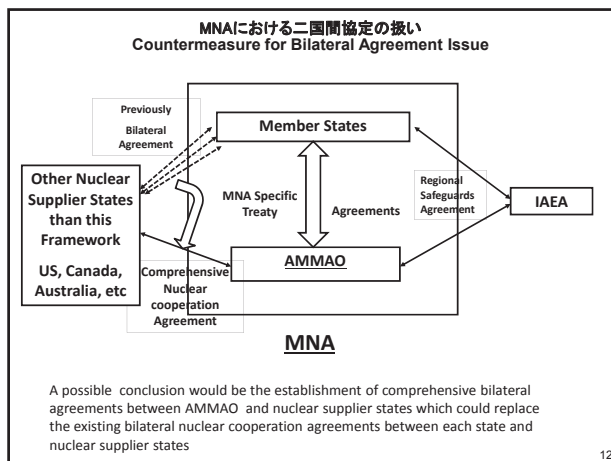 MNAにおける二国間協定の扱い
Countermeasure for Bilateral Agreement Issue
Previously
Bilateral
Agreement
Member States
Other Nuclear
Supplier States
than this
Framework
US, Canada,
Australia, etc
MNA Specific
Treaty
Agreements
Regional
Safeguards
Agreement
IAEA
AMMAO
Comprehensive
Nuclear
cooperation
Agreement
MNA
A possible conclusion would be the establishment of comprehensive bilateral
agreements between AMMAO and nuclear supplier states which could replace
the existing bilateral nuclear cooperation agreements between each state and
nuclear supplier states
12